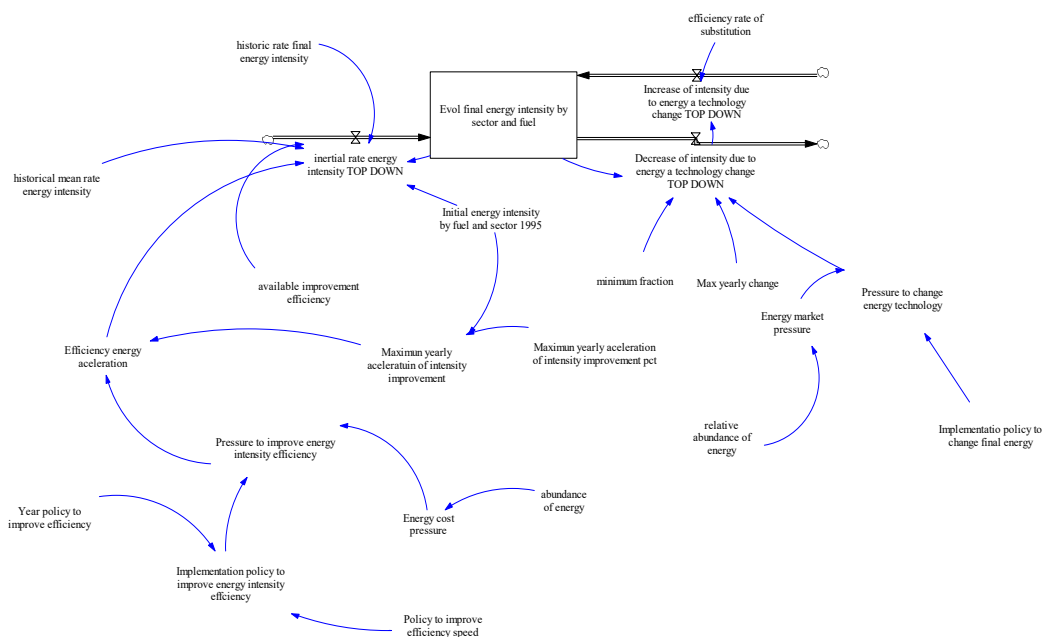 efficiency rate of
substitution
historic rate final
energy intensity
Evol final energy intensity by
sector and fuel
Increase of intensity due
to energy a technology
change TOP DOWN
inertial rate energy
intensity TOP DOWN
Decrease of intensity due to
energy a technology change
TOP DOWN
historical mean rate
energy intensity
Initial energy intensity
by fuel and sector 1995
available improvement
efficiency
minimum fraction
Max yearly change
Pressure to change
energy technology
Energy market
pressure
Efficiency energy
aceleration
Maximun yearly
aceleratuin of intensity
improvement
Maximun yearly aceleration
of intensity improvement pct
relative
abundance of
energy
Implementatio policy to
change final energy
Pressure to improve energy
intensity efficiency
abundance
of energy
Year policy to
improve efficiency
Energy cost
pressure
Implementation policy to
improve energy intensity
efficiency
Policy to improve
efficiency speed